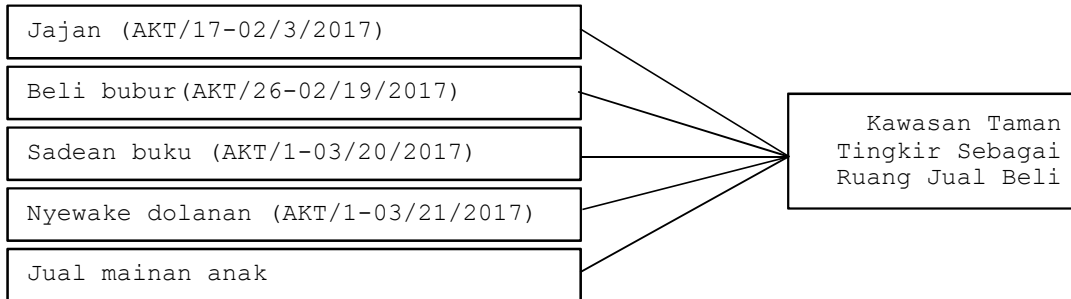 Jajan (AKT/17-02/3/2017)
Beli bubur(AKT/26-02/19/2017)
Sadean buku (AKT/1-03/20/2017)
Nyewake dolanan (AKT/1-03/21/2017)
Jual mainan anak
Kawasan Taman
Tingkir Sebagai
Ruang Jual Beli